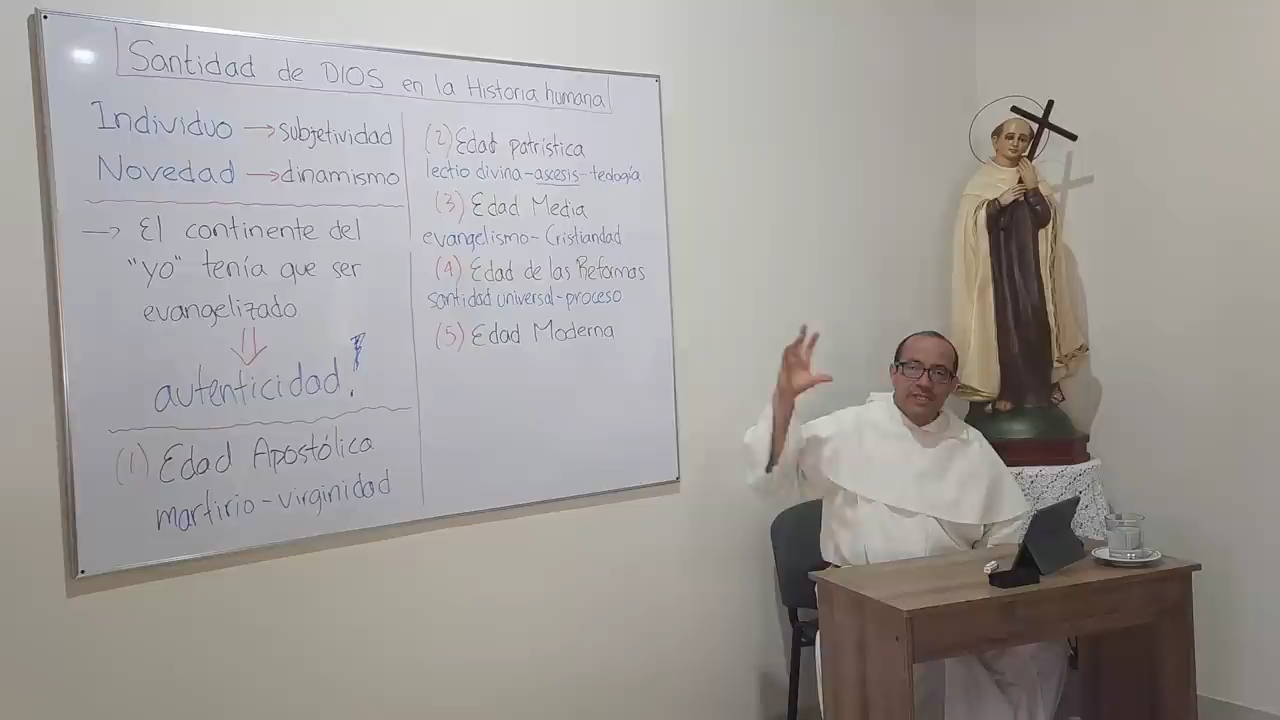 Santidad de DIOS en la Historia humana
Individuo → subjetividad
Novedad → dinamismo
→ El continente del
"yo" tenía que ser
evangelizado
autenticidad!
(1) Edad Apostólica
martirio-virginidad
(2) Edad patrística
lectio divina-ascesis-teología
(3) Edad Media
evangelismo-Cristiandad
(4) Edad de las Reformas
santidad universal-proceso
(5) Edad Moderna